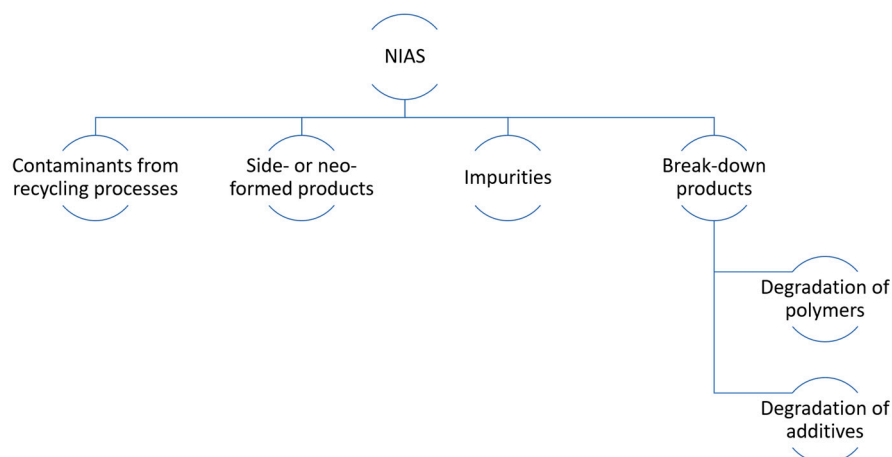 NIAS
Contaminants from
recycling processes
Side- or neo-
formed products
Impurities
Break-down
products
Degradation of
polymers
Degradation of
additives